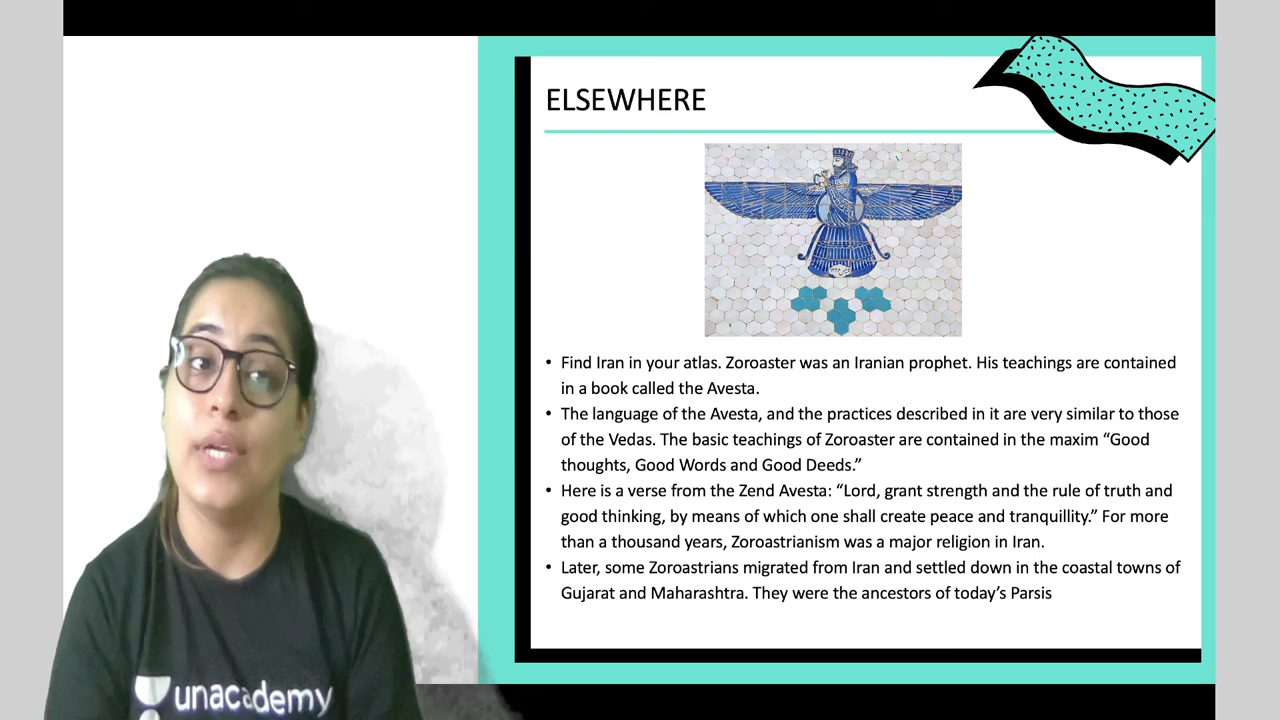 ELSEWHERE
• Find Iran in your atlas. Zoroaster was an Iranian prophet. His teachings are contained
in a book called the Avesta.
• The language of the Avesta, and the practices described in it are very similar to those
of the Vedas. The basic teachings of Zoroaster are contained in the maxim “Good
thoughts, Good Words and Good Deeds.”
• Here is a verse from the Zend Avesta: “Lord, grant strength and the rule of truth and
good thinking, by means of which one shall create peace and tranquillity.” For more
than a thousand years, Zoroastrianism was a major religion in Iran.
• Later, some Zoroastrians migrated from Iran and settled down in the coastal towns of
Gujarat and Maharashtra. They were the ancestors of today’s Parsis
unacademy